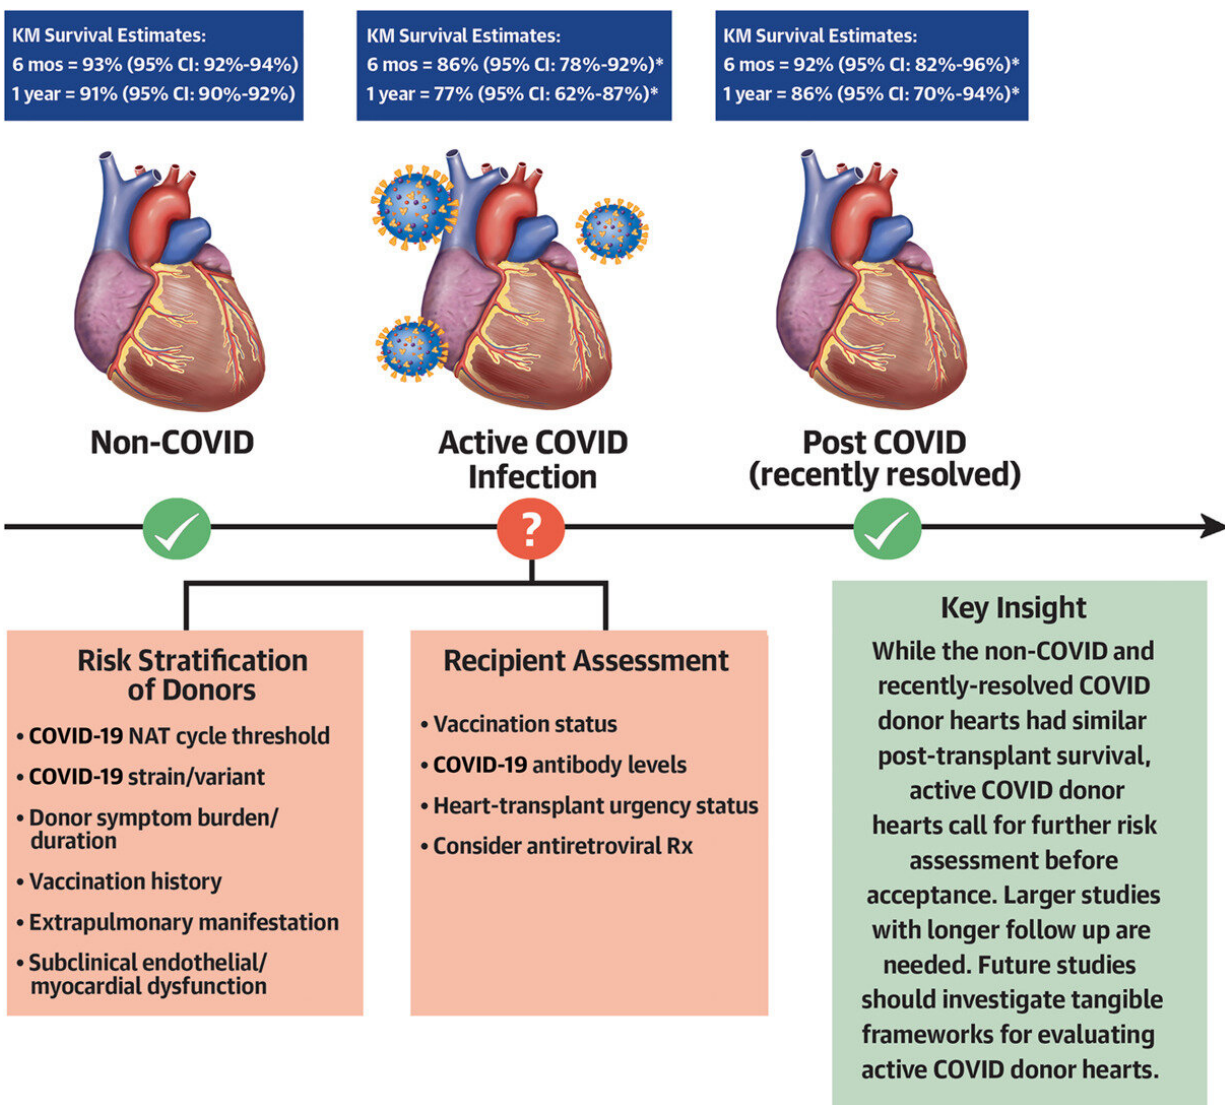 KM Survival Estimates:
6 mos = 93% (95% CI: 92%-94%)
1 year = 91% (95% CI: 90%-92%)
KM Survival Estimates:
6 mos = 86% (95% CI: 78%-92%)*
1 year = 77% (95% CI: 62%-87%)*
KM Survival Estimates:
6 mos = 92% (95% CI: 82%-96%)*
1 year = 86% (95% CI: 70%-94%)*
Non-COVID
Active COVID
Infection
Post COVID
(recently resolved)
?
Risk Stratification
of Donors
• COVID-19 NAT cycle threshold
• COVID-19 strain/variant
• Donor symptom burden/
duration
• Vaccination history
• Extrapulmonary manifestation
• Subclinical endothelial/
myocardial dysfunction
Recipient Assessment
• Vaccination status
• COVID-19 antibody levels
• Heart-transplant urgency status
• Consider antiretroviral Rx
Key Insight
While the non-COVID and
recently-resolved COVID
donor hearts had similar
post-transplant survival,
active COVID donor
hearts call for further risk
assessment before
acceptance. Larger studies
with longer follow up are
needed. Future studies
should investigate tangible
frameworks for evaluating
active COVID donor hearts.